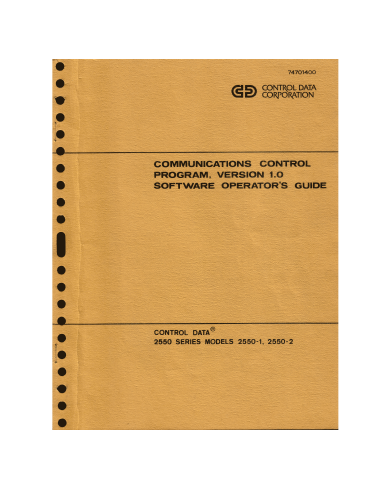 74701400
CONTROL DATA
CORPORATION
COMMUNICATIONS CONTROL
PROGRAM, VERSION 1.0
SOFTWARE OPERATOR'S GUIDE
CONTROL DATA®
2550 SERIES MODELS 2550-1, 2550-2